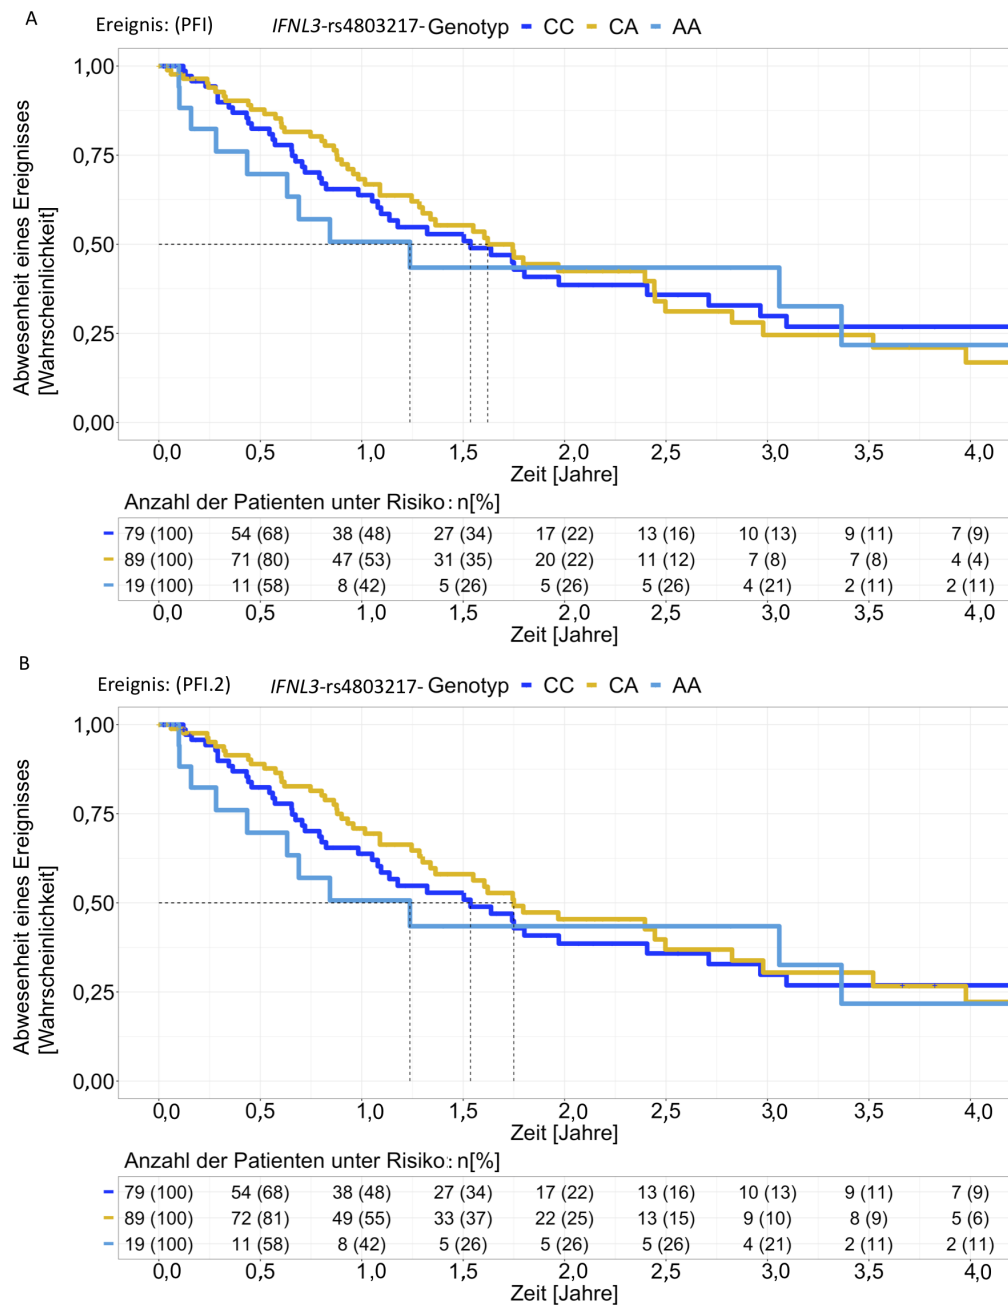 A
Ereignis: (PFI) IFNL3-rs4803217- Genotyp CC CA AA
Abwesenheit eines Ereignisses
[Wahrscheinlichkeit]
1,00
0,75
0,50
0,25
0,00
0,0 0,5 1,0 1,5 2,0 2,5 3,0 3,5 4,0
Zeit [Jahre]
Anzahl der Patienten unter Risiko: n[%]
79 (100) 54 (68) 38 (48) 27 (34) 17 (22) 13 (16) 10 (13) 9 (11) 7 (9)
89 (100) 71 (80) 47 (53) 31 (35) 20 (22) 11 (12) 7 (8) 7 (8) 4 (4)
19 (100) 11 (58) 8 (42) 5 (26) 5 (26) 5 (26) 4 (21) 2 (11) 2 (11)
0,0 0,5 1,0 1,5 2,0 2,5 3,0 3,5 4,0
Zeit [Jahre]
B
Ereignis: (PFI.2) IFNL3-rs4803217- Genotyp CC CA AA
Abwesenheit eines Ereignisses
[Wahrscheinlichkeit]
1,00
0,75
0,50
0,25
0,00
0,0 0,5 1,0 1,5 2,0 2,5 3,0 3,5 4,0
Zeit [Jahre]
Anzahl der Patienten unter Risiko: n[%]
79 (100) 54 (68) 38 (48) 27 (34) 17 (22) 13 (16) 10 (13) 9 (11) 7 (9)
89 (100) 72 (81) 49 (55) 33 (37) 22 (25) 13 (15) 9 (10) 8 (9) 5 (6)
19 (100) 11 (58) 8 (42) 5 (26) 5 (26) 5 (26) 4 (21) 2 (11) 2 (11)
0,0 0,5 1,0 1,5 2,0 2,5 3,0 3,5 4,0
Zeit [Jahre]